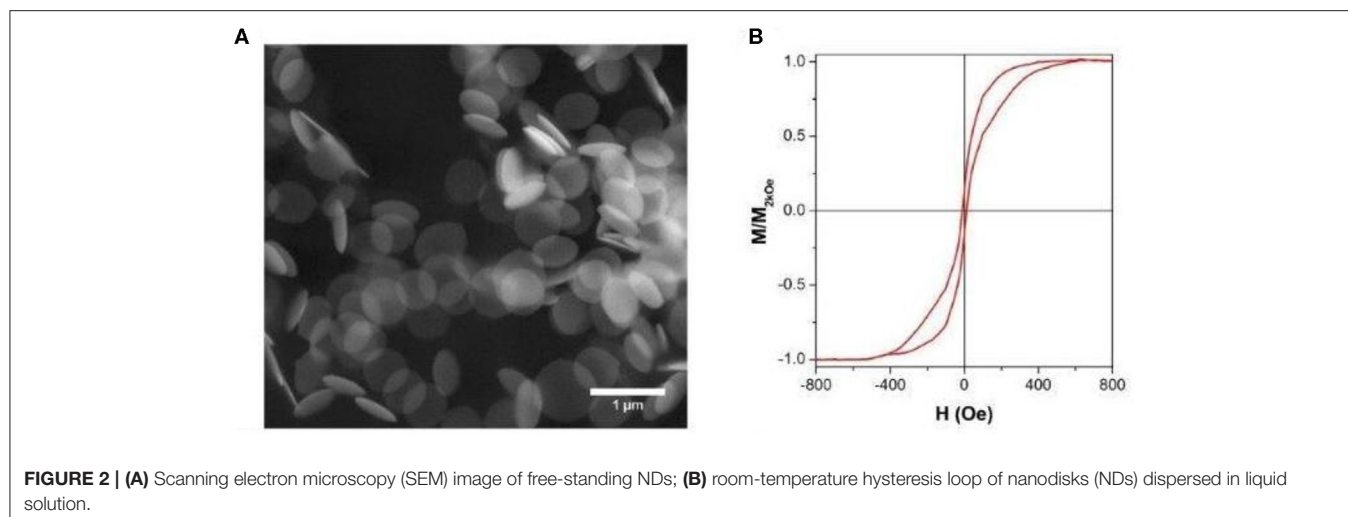 A
1 µm
B
1.0
0.5
0.0
-0.5
-1.0
M/M2kOe
-800
-400
0
400
800
H (Oe)
FIGURE 2 | (A) Scanning electron microscopy (SEM) image of free-standing NDs; (B) room-temperature hysteresis loop of nanodisks (NDs) dispersed in liquid
solution.